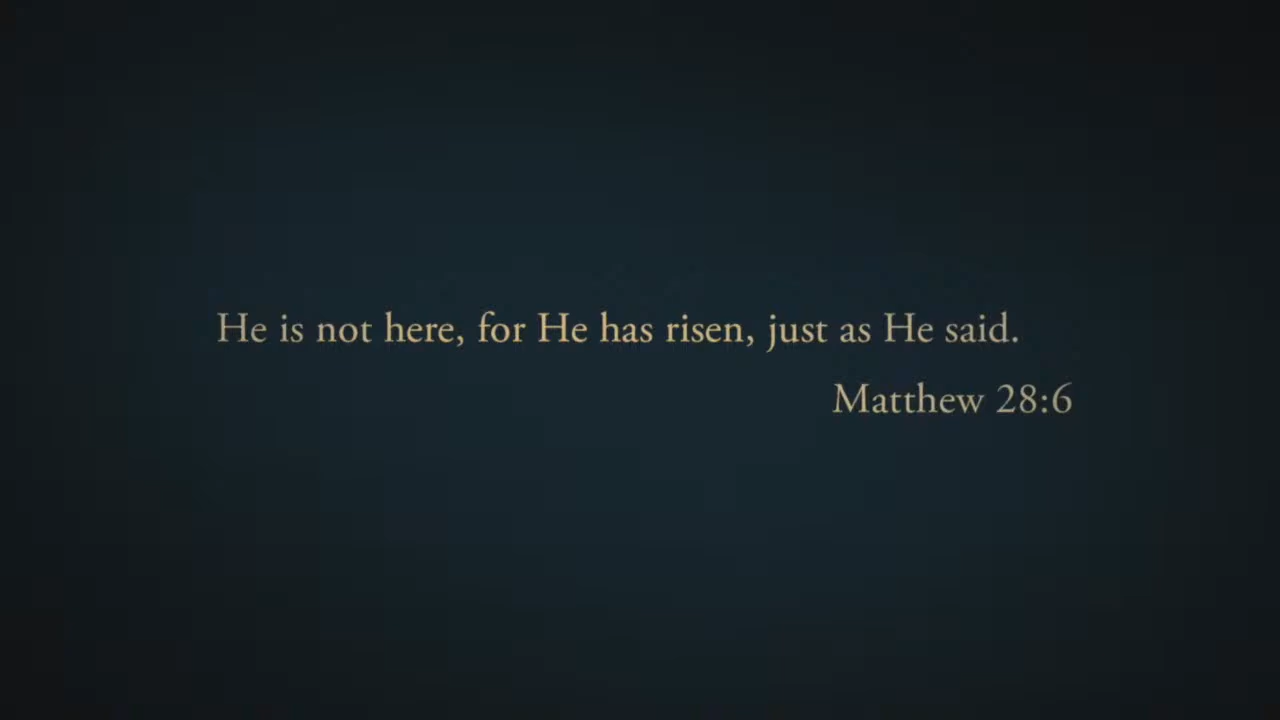 He is not here, for He has risen, just as He said.
Matthew 28:6